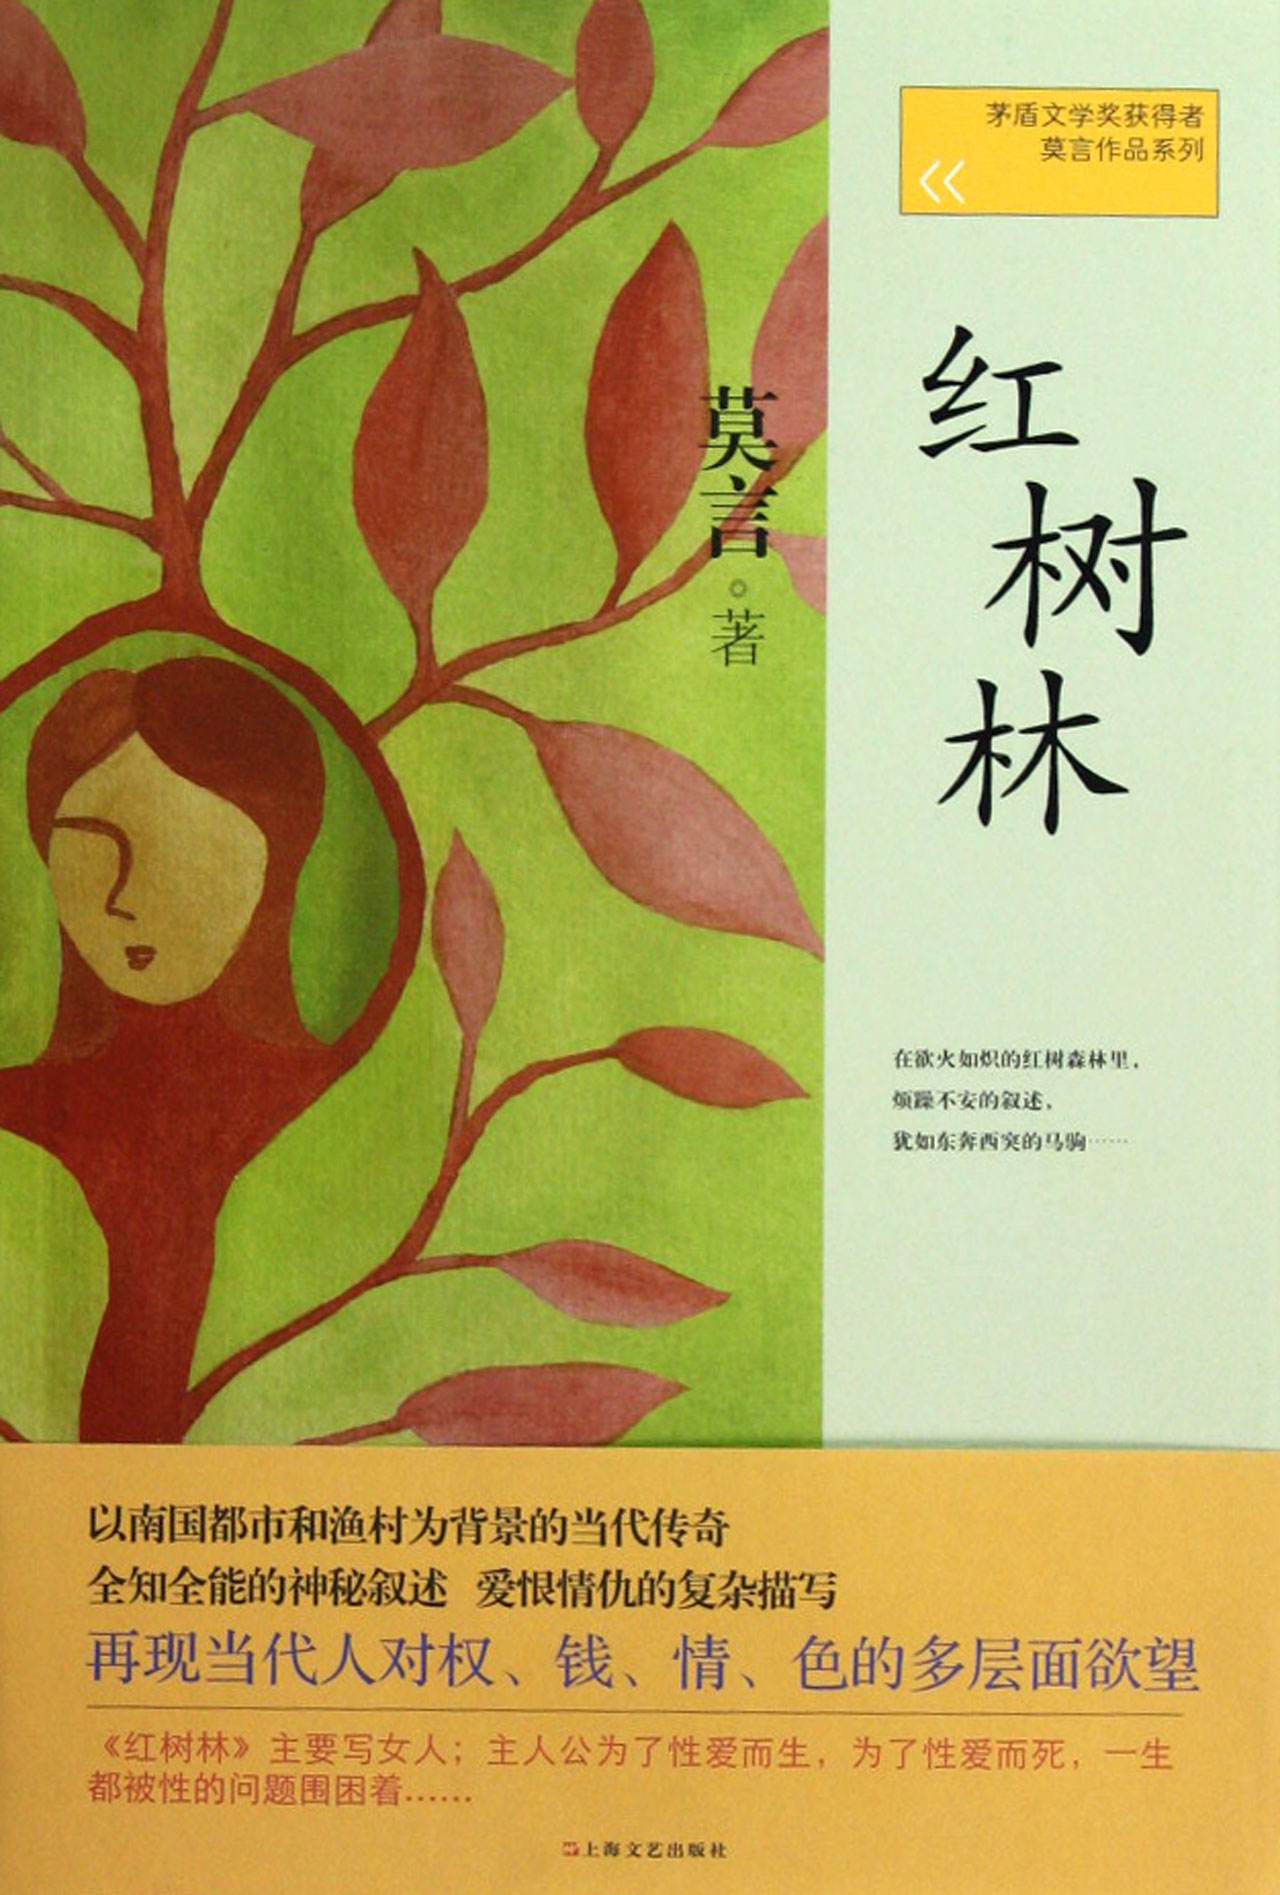 茅盾文学奖获得者
莫言作品系列
红树林
莫言。著
在欲火如炽的红树森林里，
烦躁不安的叙述，
犹如东奔西突的马驹……
以南国都市和渔村为背景的当代传奇
全知全能的神秘叙述 爱恨情仇的复杂描写
再现当代人对权、钱、情、色的多层面欲望
《红树林》主要写女人；主人公为了性爱而生，为了性爱而死，一生
都被性的问题围困着……
上海文艺出版社